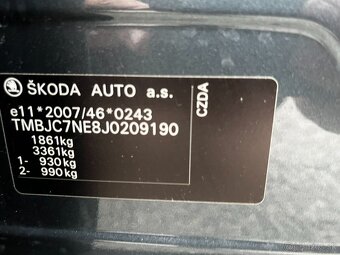 ŠKODA AUTO a.s.
e11*2007/46*0243
TMBJC7NE8J0209190
1861kg
3361kg
1- 930kg
2- 990kg
CZDA